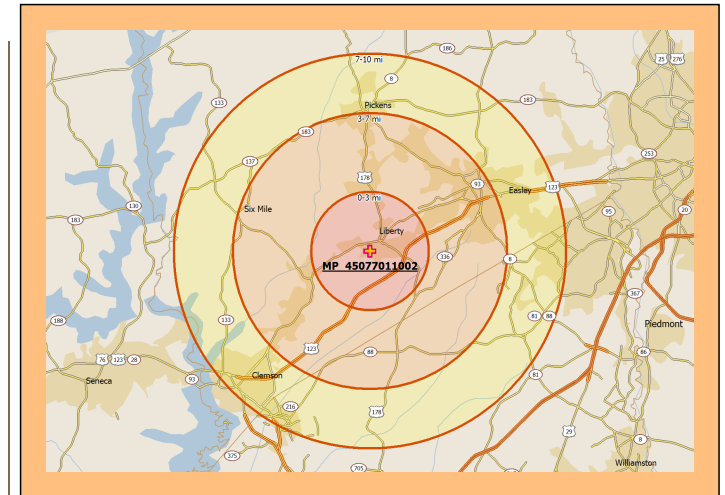 186
7-10 mi
25 276
8
133
Pickens
183
3-7 mi
183
253
137
178
93
123
Easley
0-3 mi
Six Mile
130
95
20
183
Liberty
MP_45077011002
336
8
367
133
81 88
188
Piedmont
123
88
86
76 123 28
Clemson
93
81
Seneca
216
178
29
8
375
705
Williamston